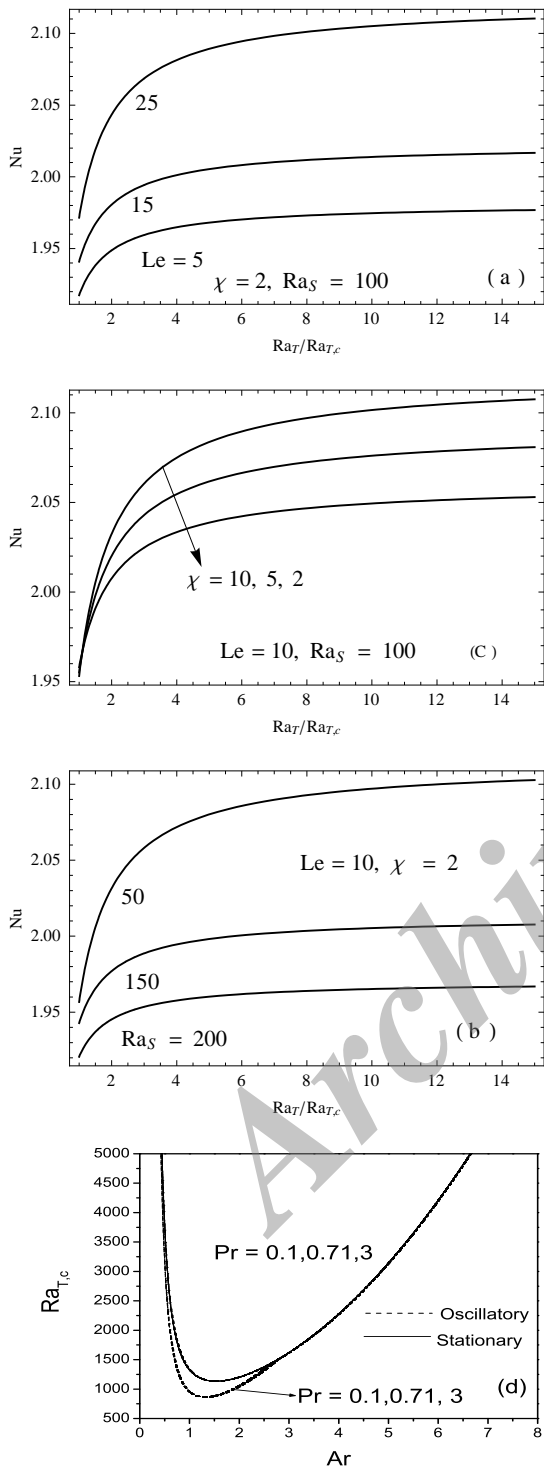 2.10
2.05
2.00
1.95
Nu
25
15
Le = 5
χ = 2, Ra_S = 100
( a )
2 4 6 8 10 12 14
Ra_T/Ra_T,c
2.10
2.05
2.00
1.95
Nu
χ = 10, 5, 2
Le = 10, Ra_S = 100
(C)
2 4 6 8 10 12 14
Ra_T/Ra_T,c
2.10
2.05
2.00
1.95
Nu
Le = 10, χ = 2
50
150
Ra_S = 200
( b )
2 4 6 8 10 12 14
Ra_T/Ra_T,c
5000
4500
4000
3500
3000
2500
2000
1500
1000
500
Ra_T,c
Pr = 0.1,0.71,3
Oscillatory
Stationary
Pr = 0.1,0.71, 3
(d)
0 1 2 3 4 5 6 7 8
Ar